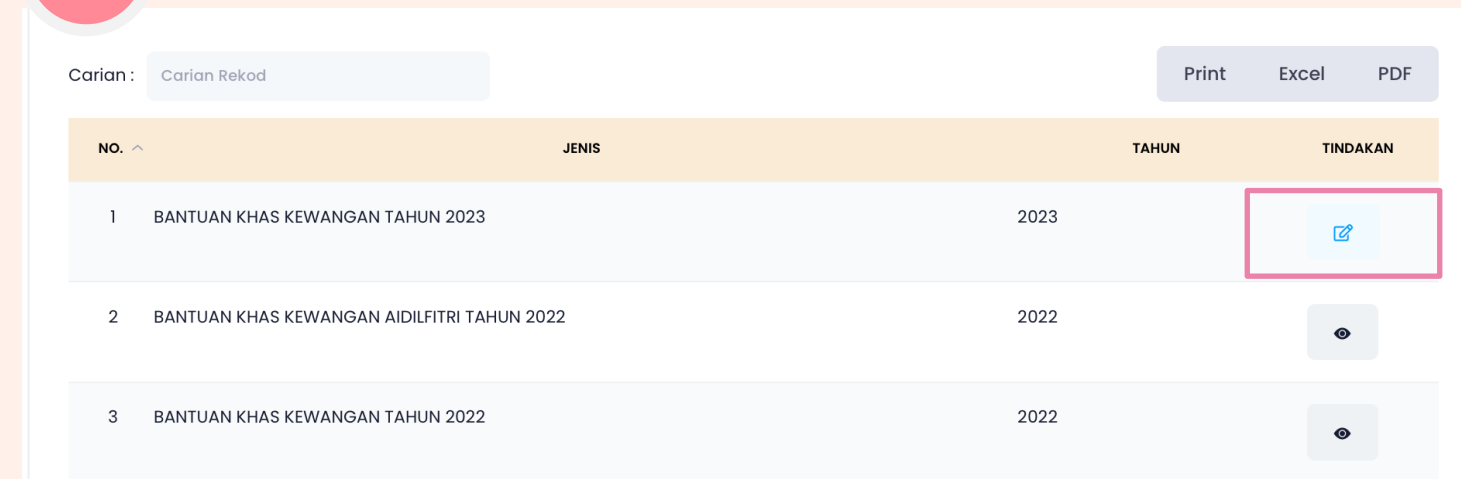 Carian : Carian Rekod Print Excel PDF
NO. JENIS TAHUN TINDAKAN
1 BANTUAN KHAS KEWANGAN TAHUN 2023 2023
2 BANTUAN KHAS KEWANGAN AIDILFITRI TAHUN 2022 2022
3 BANTUAN KHAS KEWANGAN TAHUN 2022 2022